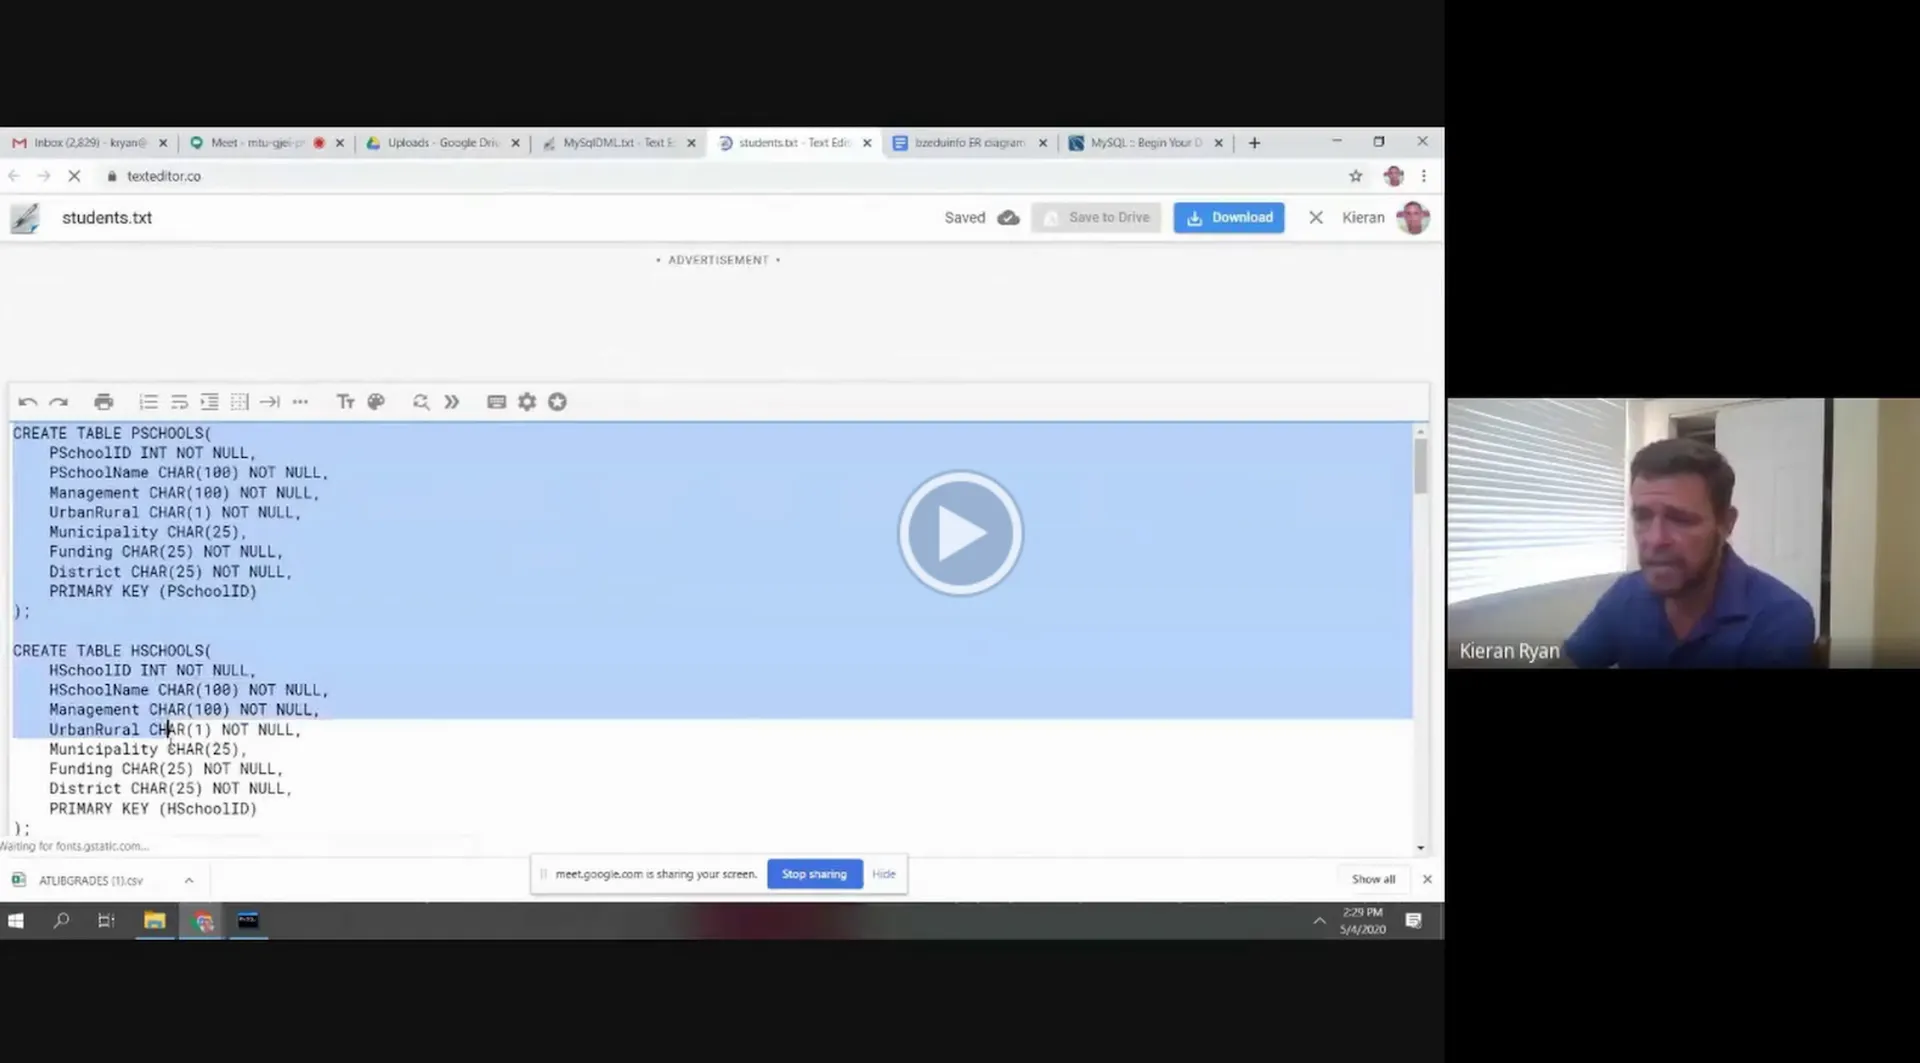 Inbox (2,829) - kryan@
Meet - mtu-gjei-p
Uploads - Google Driv
MySqlDML.txt - Text E
students.txt - Text Edit
bzeduinfo ER diagram
MySQL :: Begin Your D
texteditor.co
students.txt
Saved
Save to Drive
Download
Kieran
• ADVERTISEMENT •
CREATE TABLE PSCHOOLS(
PSchoolID INT NOT NULL,
PSchoolName CHAR(100) NOT NULL,
Management CHAR(100) NOT NULL,
UrbanRural CHAR(1) NOT NULL,
Municipality CHAR(25),
Funding CHAR(25) NOT NULL,
District CHAR(25) NOT NULL,
PRIMARY KEY (PSchoolID)
);
CREATE TABLE HSCHOOLS(
HSchoolID INT NOT NULL,
HSchoolName CHAR(100) NOT NULL,
Management CHAR(100) NOT NULL,
UrbanRural CHAR(1) NOT NULL,
Municipality CHAR(25),
Funding CHAR(25) NOT NULL,
District CHAR(25) NOT NULL,
PRIMARY KEY (HSchoolID)
);
Waiting for fonts.gstatic.com...
ATLIBGRADES (1).csv
meet.google.com is sharing your screen.
Stop sharing
Hide
Show all
2:29 PM
5/4/2020
Kieran Ryan